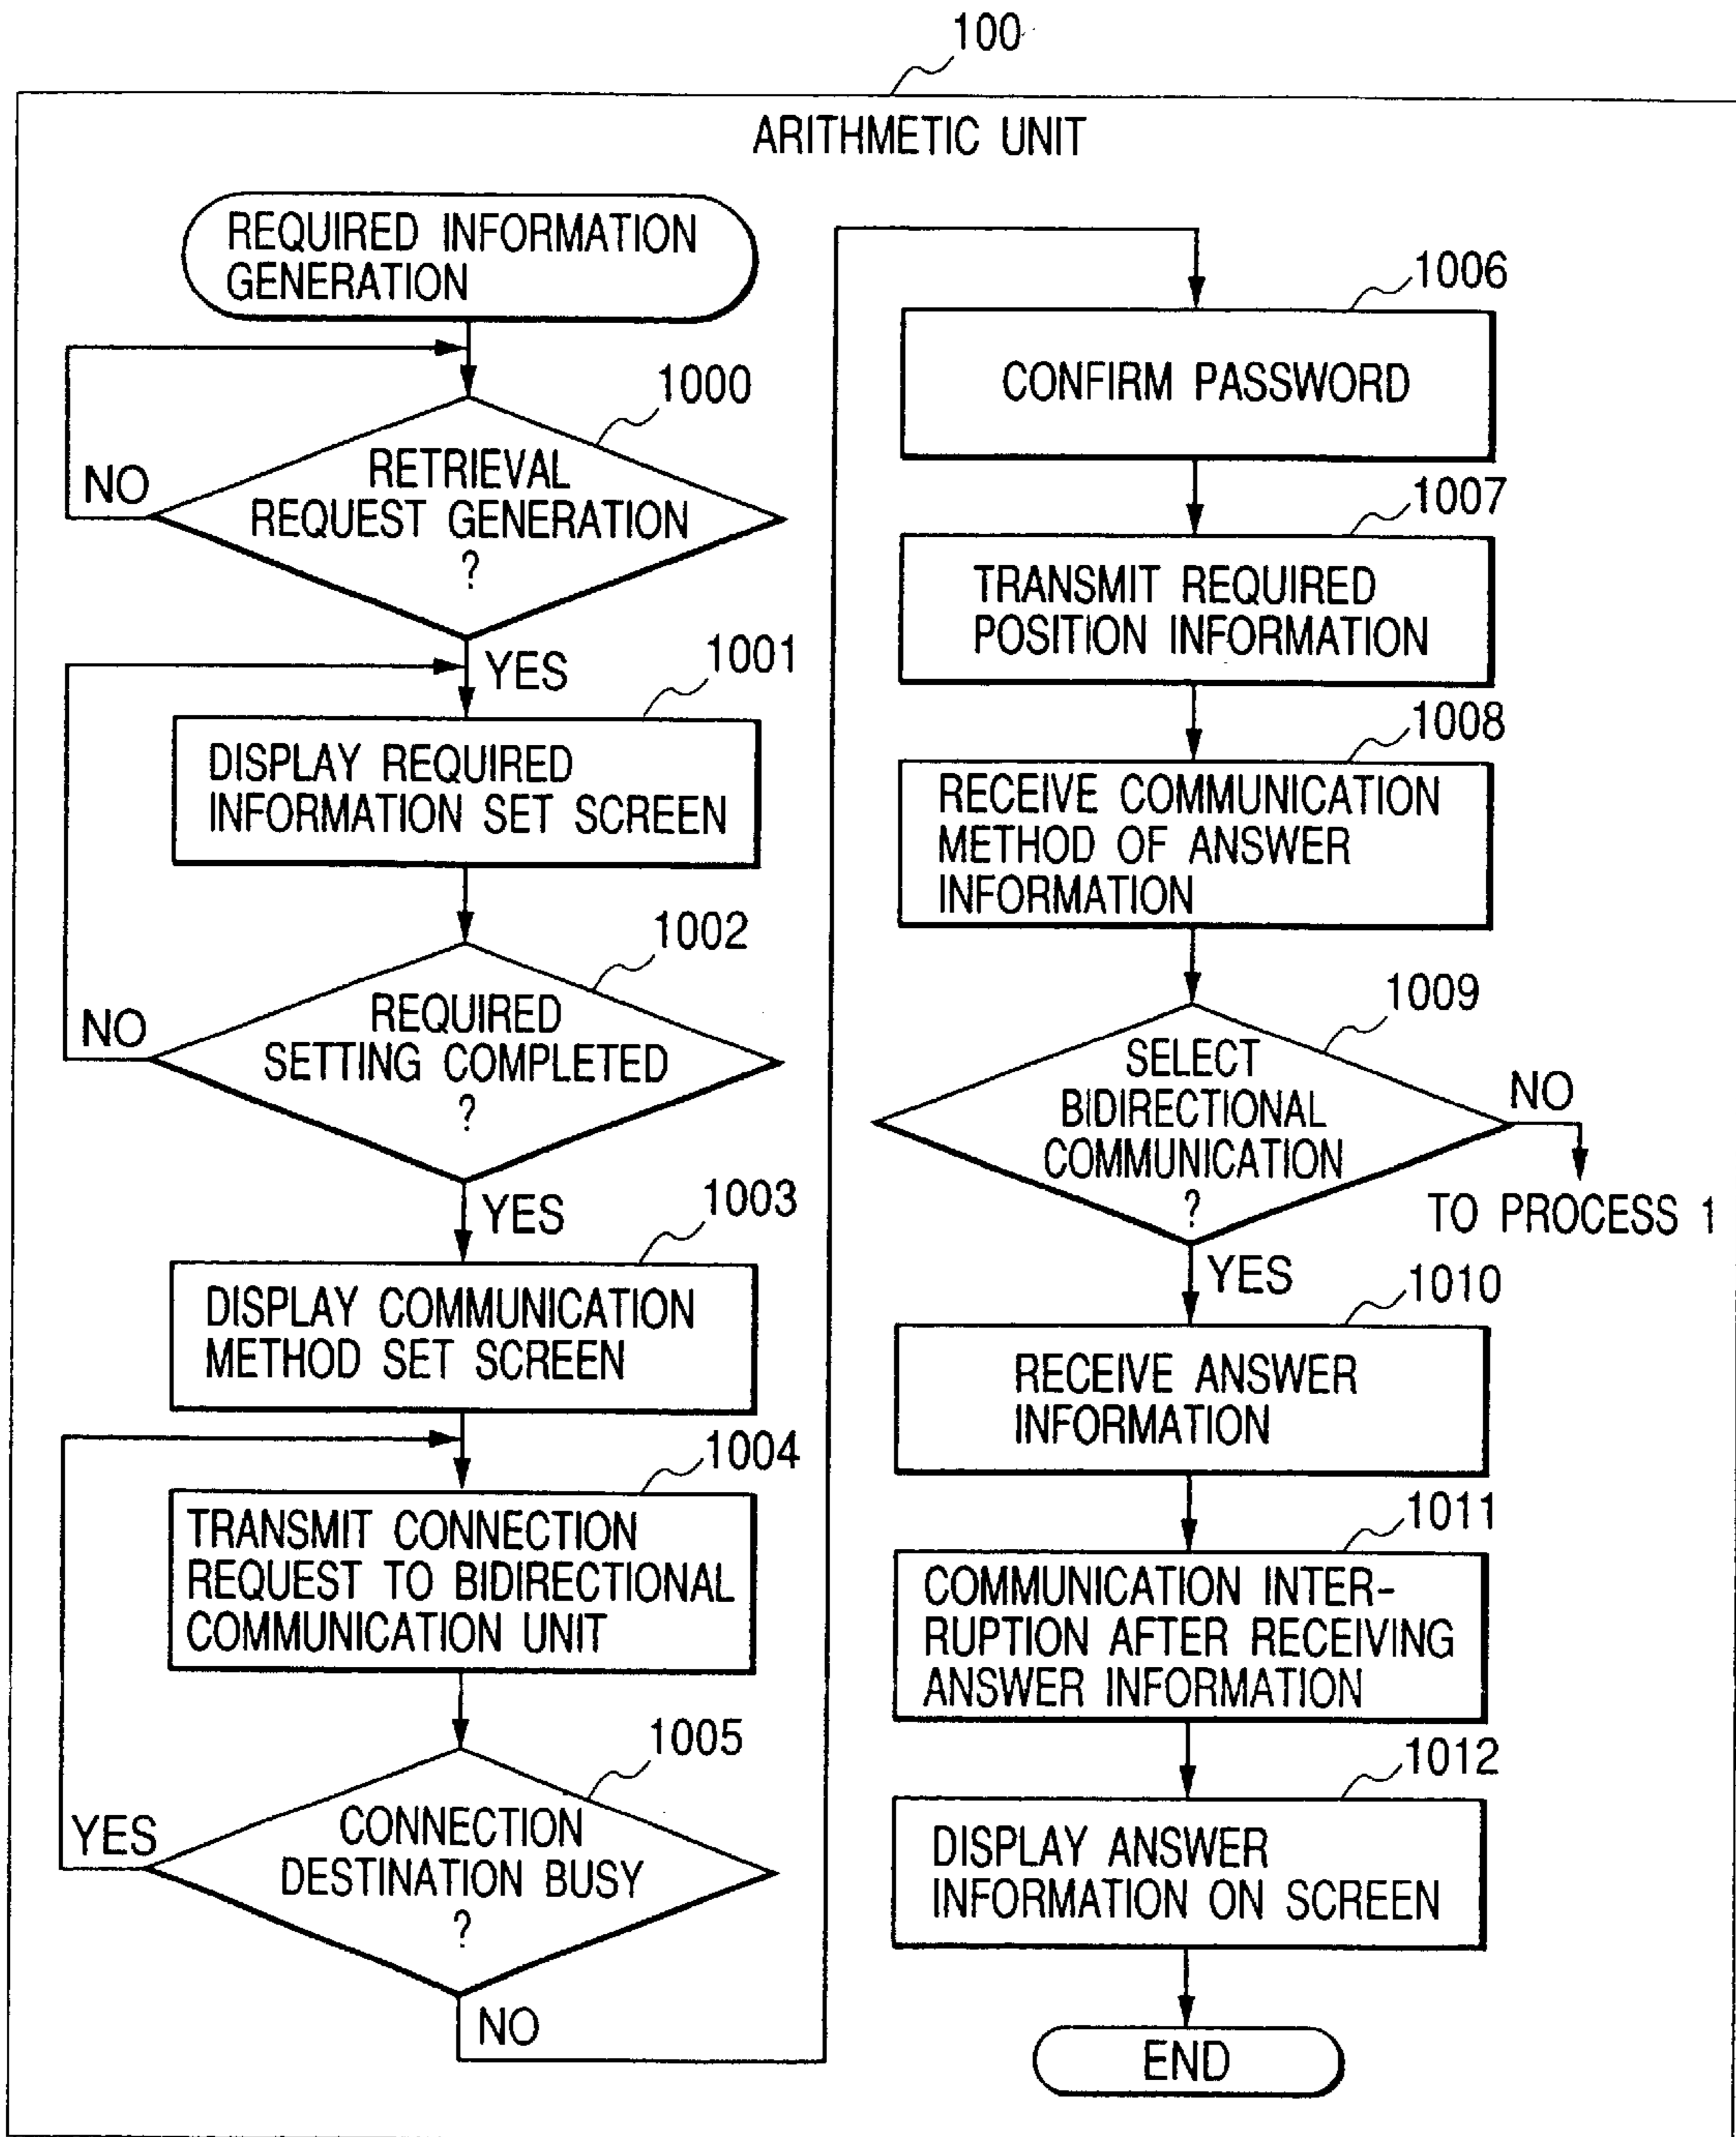 100
ARITHMETIC UNIT
REQUIRED INFORMATION
GENERATION
1000
RETRIEVAL
REQUEST GENERATION
?
NO
YES
1001
DISPLAY REQUIRED
INFORMATION SET SCREEN
1002
REQUIRED
SETTING COMPLETED
?
NO
YES
1003
DISPLAY COMMUNICATION
METHOD SET SCREEN
1004
TRANSMIT CONNECTION
REQUEST TO BIDIRECTIONAL
COMMUNICATION UNIT
1005
CONNECTION
DESTINATION BUSY
?
YES
NO
1006
CONFIRM PASSWORD
1007
TRANSMIT REQUIRED
POSITION INFORMATION
1008
RECEIVE COMMUNICATION
METHOD OF ANSWER
INFORMATION
1009
SELECT
BIDIRECTIONAL
COMMUNICATION
?
NO
TO PROCESS 1
YES
1010
RECEIVE ANSWER
INFORMATION
1011
COMMUNICATION INTER-
RUPTION AFTER RECEIVING
ANSWER INFORMATION
1012
DISPLAY ANSWER
INFORMATION ON SCREEN
END